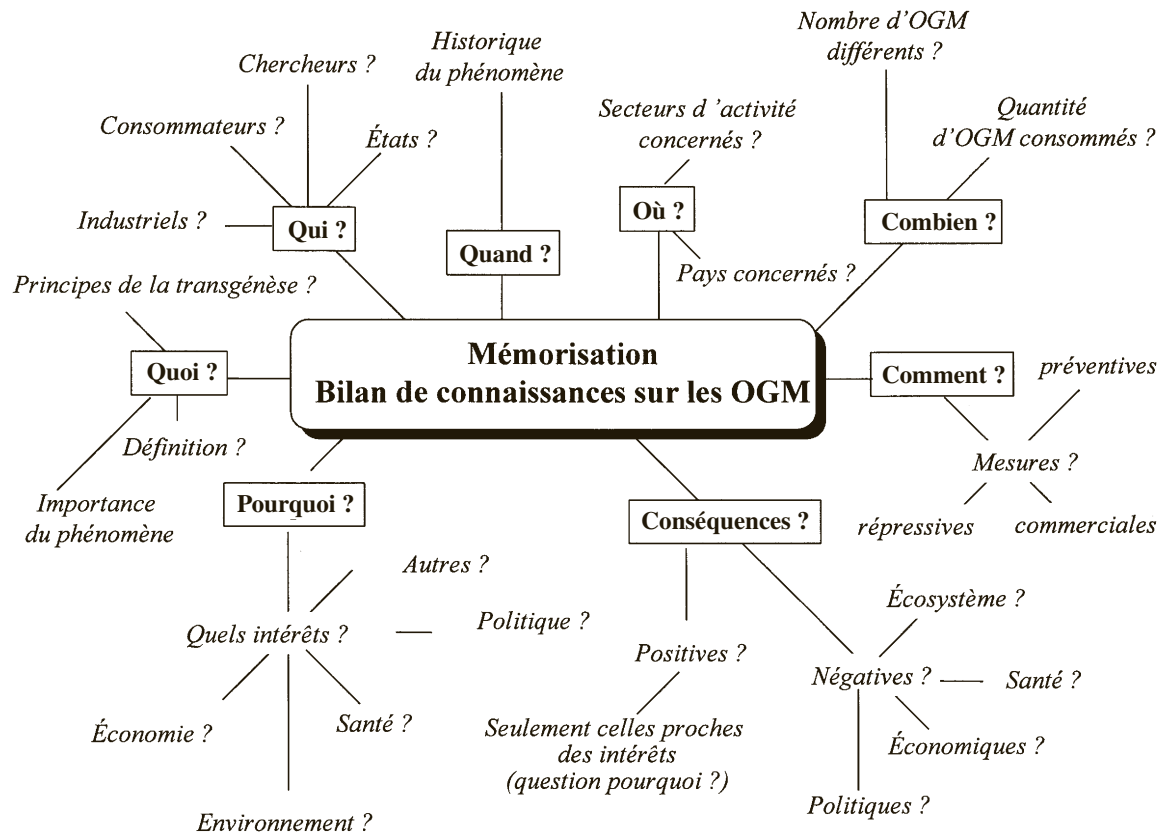 Nombre d'OGM
différents ?
Historique
du phénomène
Chercheurs ?
Secteurs d 'activité
concernés ?
Quantité
d'OGM consommés ?
Consommateurs ?
États ?
Industriels ?
Qui ?
Quand ?
Où ?
Combien ?
Pays concernés ?
Principes de la transgénèse ?
Mémorisation
Bilan de connaissances sur les OGM
Quoi ?
Comment ?
préventives
Définition ?
Mesures ?
Importance
du phénomène
Pourquoi ?
Conséquences ?
répressives
commerciales
Autres ?
Écosystème ?
Quels intérêts ?
Politique ?
Positives ?
Négatives ?
Santé ?
Économie ?
Santé ?
Seulement celles proches
des intérêts
(question pourquoi ?)
Économiques ?
Politiques ?
Environnement ?